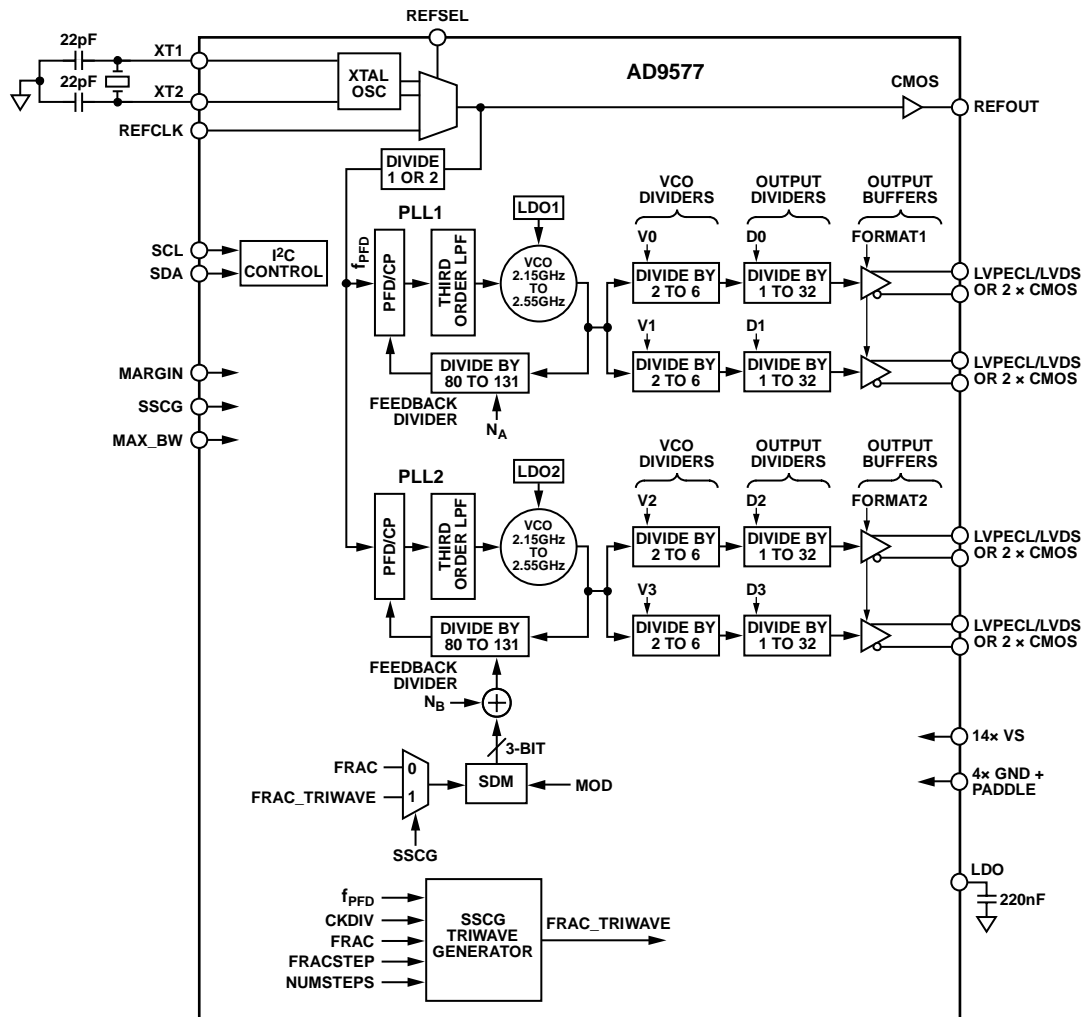 REFSEL
22pF
XT1
XTAL
OSC
AD9577
22pF
XT2
CMOS
REFOUT
REFCLK
DIVIDE
1 OR 2
VCO
DIVIDERS
OUTPUT
DIVIDERS
OUTPUT
BUFFERS
PLL1
LDO1
SCL
SDA
I2C
CONTROL
fPFD
PFD/CP
THIRD
ORDER LPF
VCO
2.15GHz
TO
2.55GHz
V0
D0
FORMAT1
DIVIDE BY
2 TO 6
DIVIDE BY
1 TO 32
LVPECL/LVDS
OR 2 × CMOS
V1
D1
DIVIDE BY
2 TO 6
DIVIDE BY
1 TO 32
LVPECL/LVDS
OR 2 × CMOS
DIVIDE BY
80 TO 131
FEEDBACK
DIVIDER
NA
MARGIN
SSCG
MAX_BW
VCO
DIVIDERS
OUTPUT
DIVIDERS
OUTPUT
BUFFERS
PLL2
LDO2
PFD/CP
THIRD
ORDER LPF
VCO
2.15GHz
TO
2.55GHz
V2
D2
FORMAT2
DIVIDE BY
2 TO 6
DIVIDE BY
1 TO 32
LVPECL/LVDS
OR 2 × CMOS
V3
D3
DIVIDE BY
2 TO 6
DIVIDE BY
1 TO 32
LVPECL/LVDS
OR 2 × CMOS
DIVIDE BY
80 TO 131
FEEDBACK
DIVIDER
NB
3-BIT
14× VS
FRAC
0
FRAC_TRIWAVE
1
SDM
MOD
4× GND +
PADDLE
SSCG
LDO
220nF
fPFD
CKDIV
FRAC
FRACSTEP
NUMSTEPS
SSCG
TRIWAVE
GENERATOR
FRAC_TRIWAVE